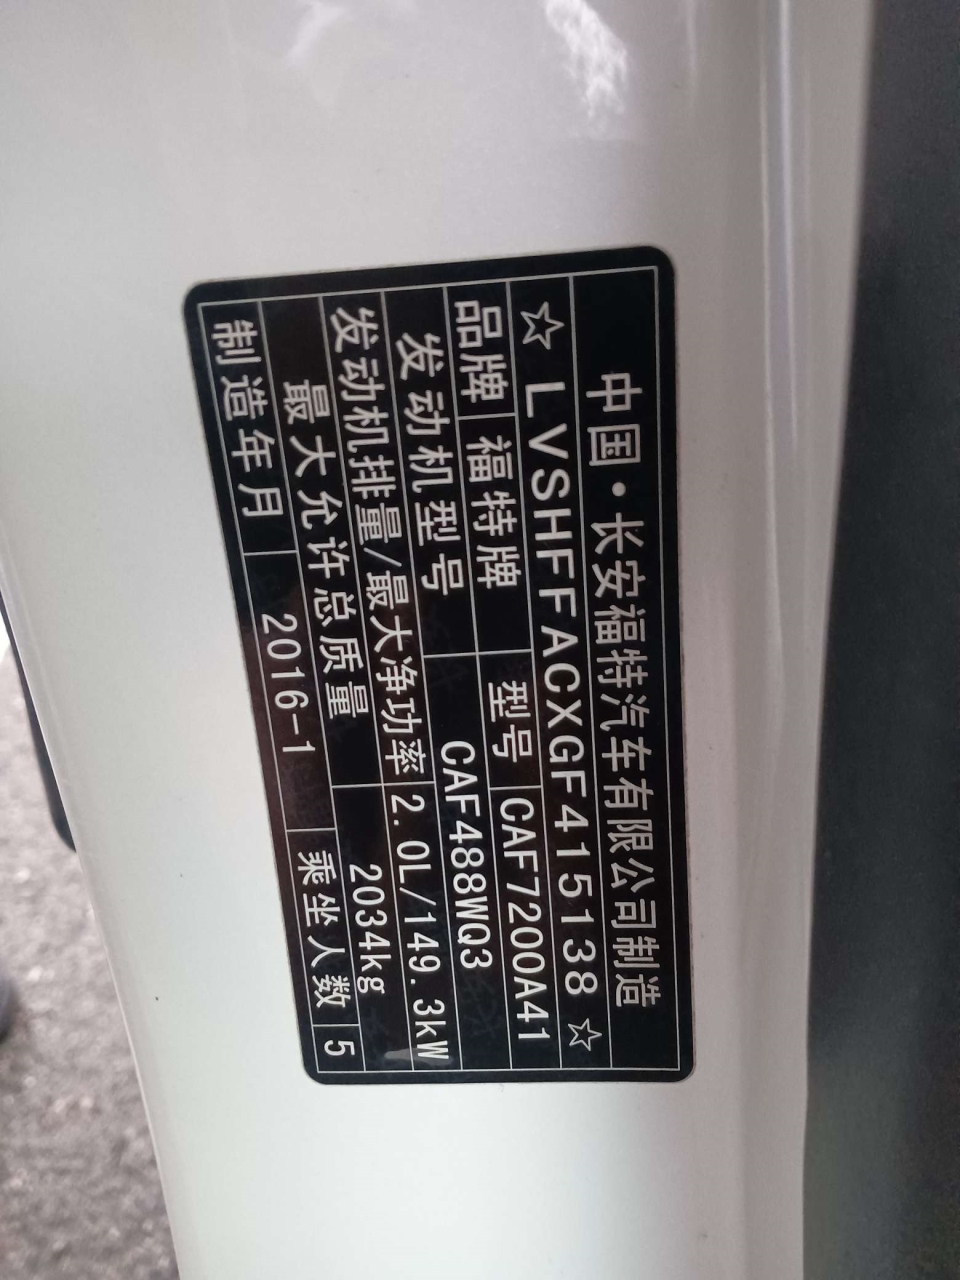 中国·长安福特汽车有限公司制造
☆ LVSHFFACXGF415138 ☆
品牌 福特牌 型号 CAF7200A41
发动机型号 CAF488WQ3
发动机排量/最大净功率 2.0L/149.3kW
最大允许总质量 2034kg
制造年月 2016-1 乘坐人数 5